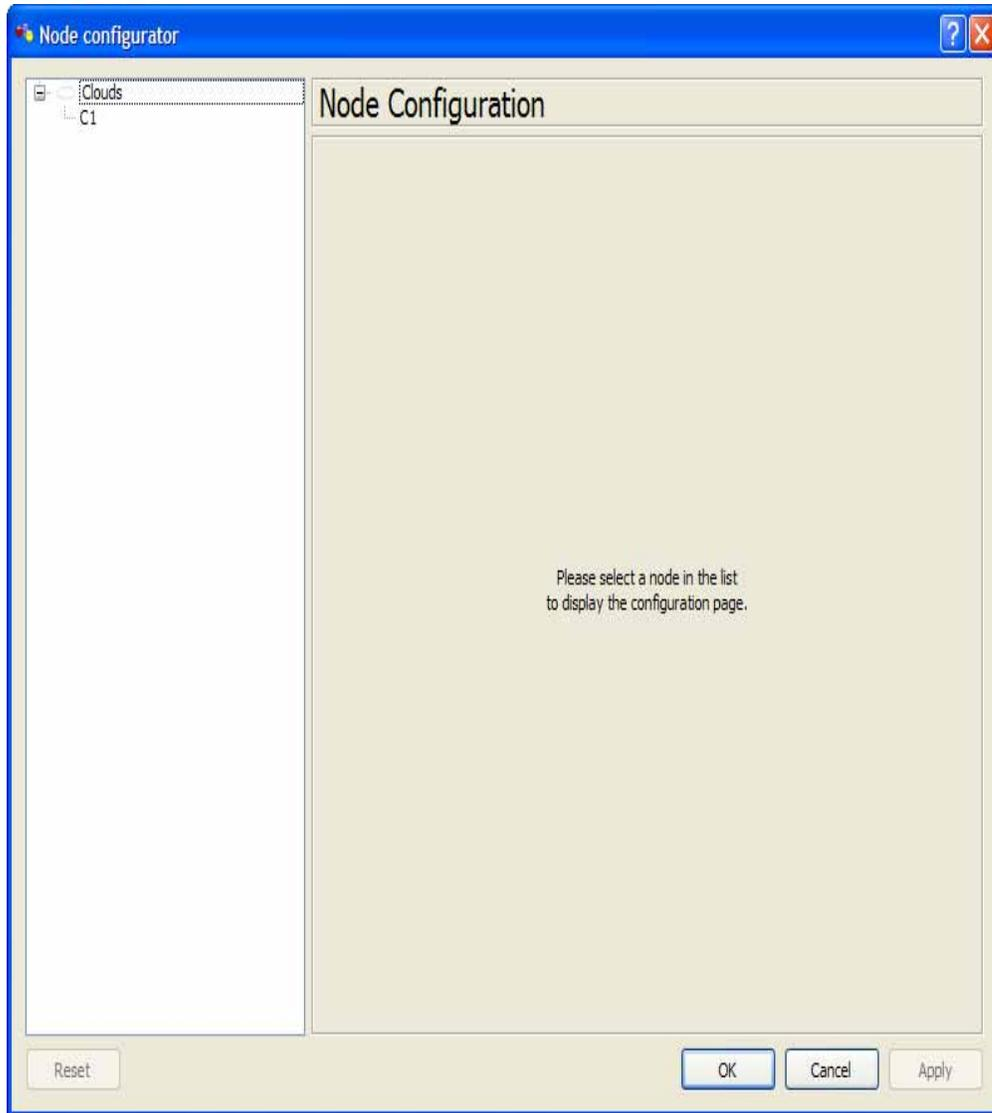 Node configurator
Clouds
C1
Node Configuration
Please select a node in the list
to display the configuration page.
Reset
OK
Cancel
Apply